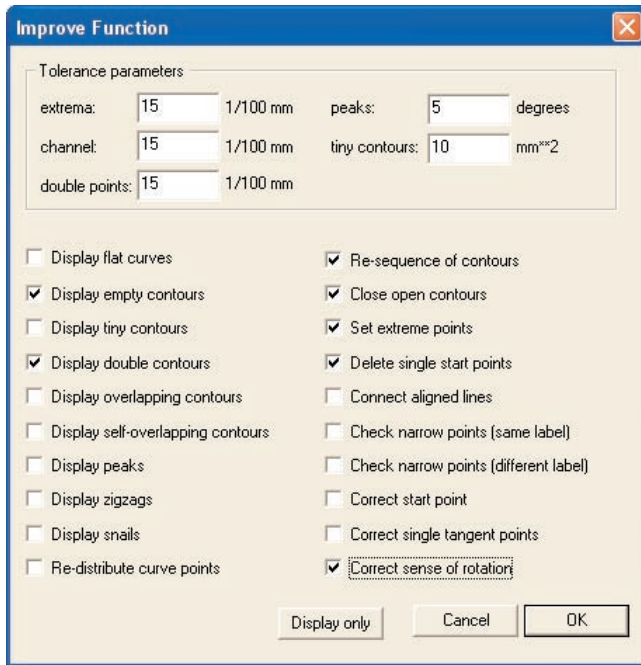 Improve Function
Tolerance parameters
extrema: 15 1/100 mm peaks: 5 degrees
channel: 15 1/100 mm tiny contours: 10 mm**2
double points: 15 1/100 mm
Display flat curves
Display empty contours
Display tiny contours
Display double contours
Display overlapping contours
Display self-overlapping contours
Display peaks
Display zigzags
Display snails
Re-distribute curve points
Re-sequence of contours
Close open contours
Set extreme points
Delete single start points
Connect aligned lines
Check narrow points (same label)
Check narrow points (different label)
Correct start point
Correct single tangent points
Correct sense of rotation
Display only Cancel OK